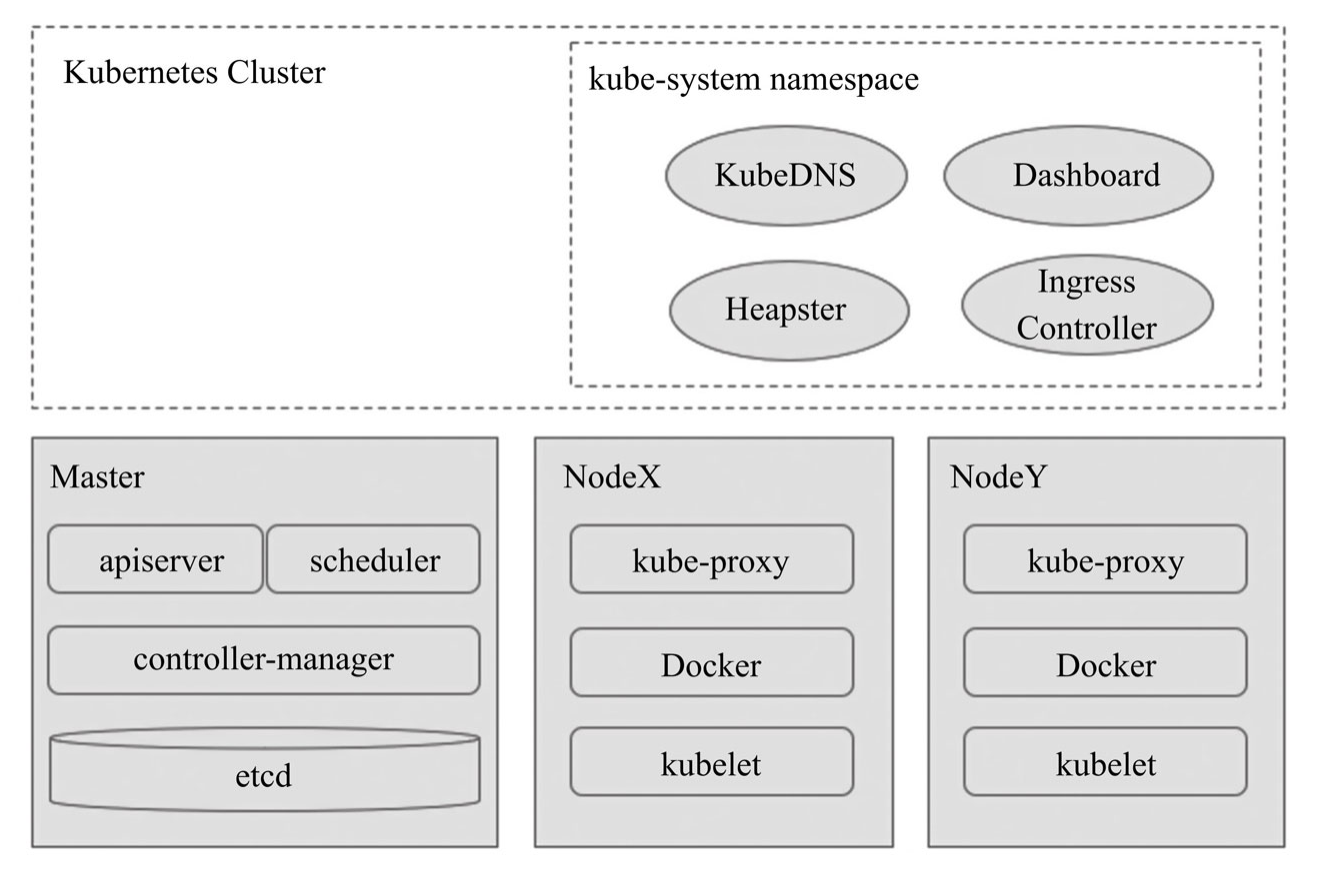 Kubernetes Cluster
kube-system namespace
KubeDNS
Dashboard
Heapster
Ingress
Controller
Master
apiserver
scheduler
controller-manager
etcd
NodeX
kube-proxy
Docker
kubelet
NodeY
kube-proxy
Docker
kubelet